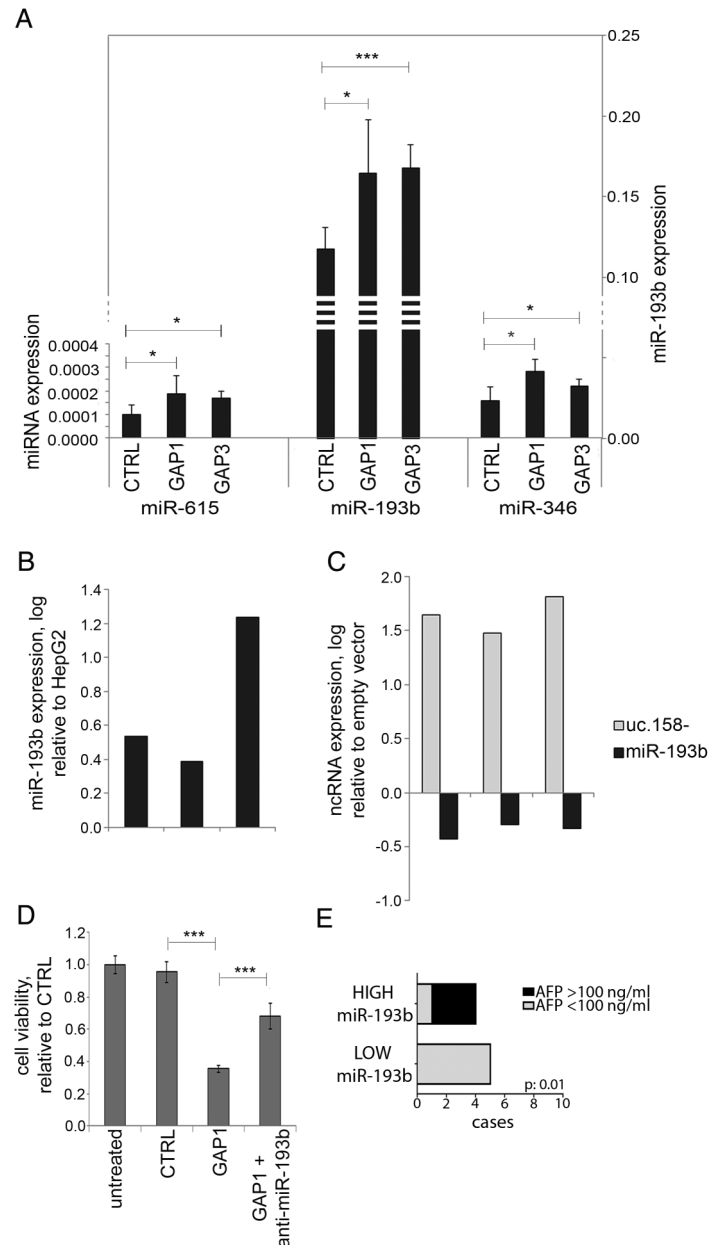 A
0.25
0.20
0.15
0.10
0.00
miR-193b expression
***
*
*
*
*
*
0.0004
0.0003
0.0002
0.0001
0.0000
miRNA expression
CTRL
GAP1
GAP3
CTRL
GAP1
GAP3
CTRL
GAP1
GAP3
miR-615
miR-193b
miR-346
B
miR-193b expression, log
relative to HepG2
1.4
1.2
1.0
0.8
0.6
0.4
0.2
0.0
C
ncRNA expression, log
relative to empty vector
2.0
1.5
1.0
0.5
0.0
-0.5
-1.0
uc.158-
miR-193b
D
cell viability,
relative to CTRL
1.2
1.0
0.8
0.6
0.4
0.2
0.0
***
***
untreated
CTRL
GAP1
GAP1 +
anti-miR-193b
E
HIGH
miR-193b
LOW
miR-193b
AFP >100 ng/ml
AFP <100 ng/ml
p: 0.01
0 2 4 6 8 10
cases